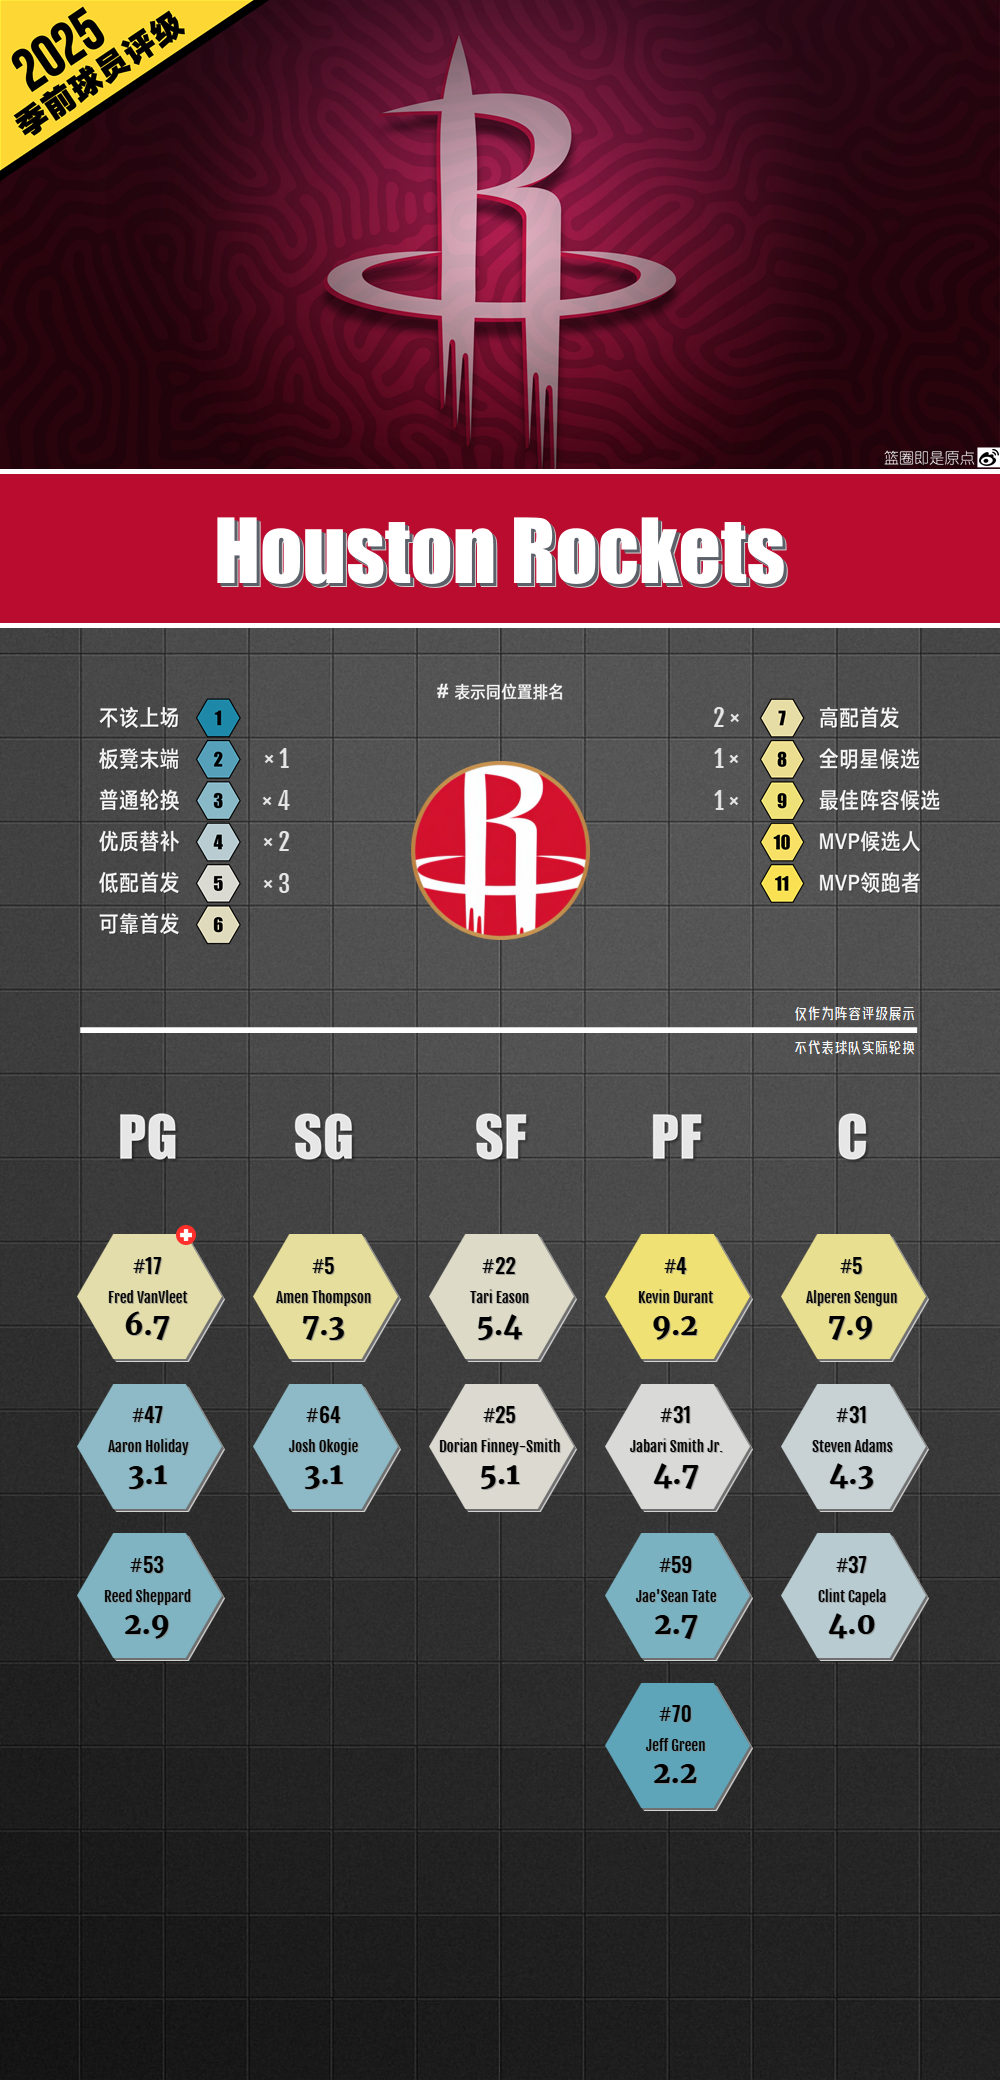 2025
季前球员评级
篮圈即是原点
Houston Rockets
# 表示同位置排名
不该上场 1
板凳末端 2 ×1
普通轮换 3 ×4
优质替补 4 ×2
低配首发 5 ×3
可靠首发 6
2× 7 高配首发
1× 8 全明星候选
1× 9 最佳阵容候选
10 MVP候选人
11 MVP领跑者
仅作为阵容评级展示
不代表球队实际轮换
PG SG SF PF C
#17 #5 #22 #4 #5
Fred VanVleet Amen Thompson Tari Eason Kevin Durant Alperen Sengun
6.7 7.3 5.4 9.2 7.9
#47 #64 #25 #31 #31
Aaron Holiday Josh Okogie Dorian Finney-Smith Jabari Smith Jr. Steven Adams
3.1 3.1 5.1 4.7 4.3
#53 #59 #37
Reed Sheppard Jae'Sean Tate Clint Capela
2.9 2.7 4.0
#70
Jeff Green
2.2